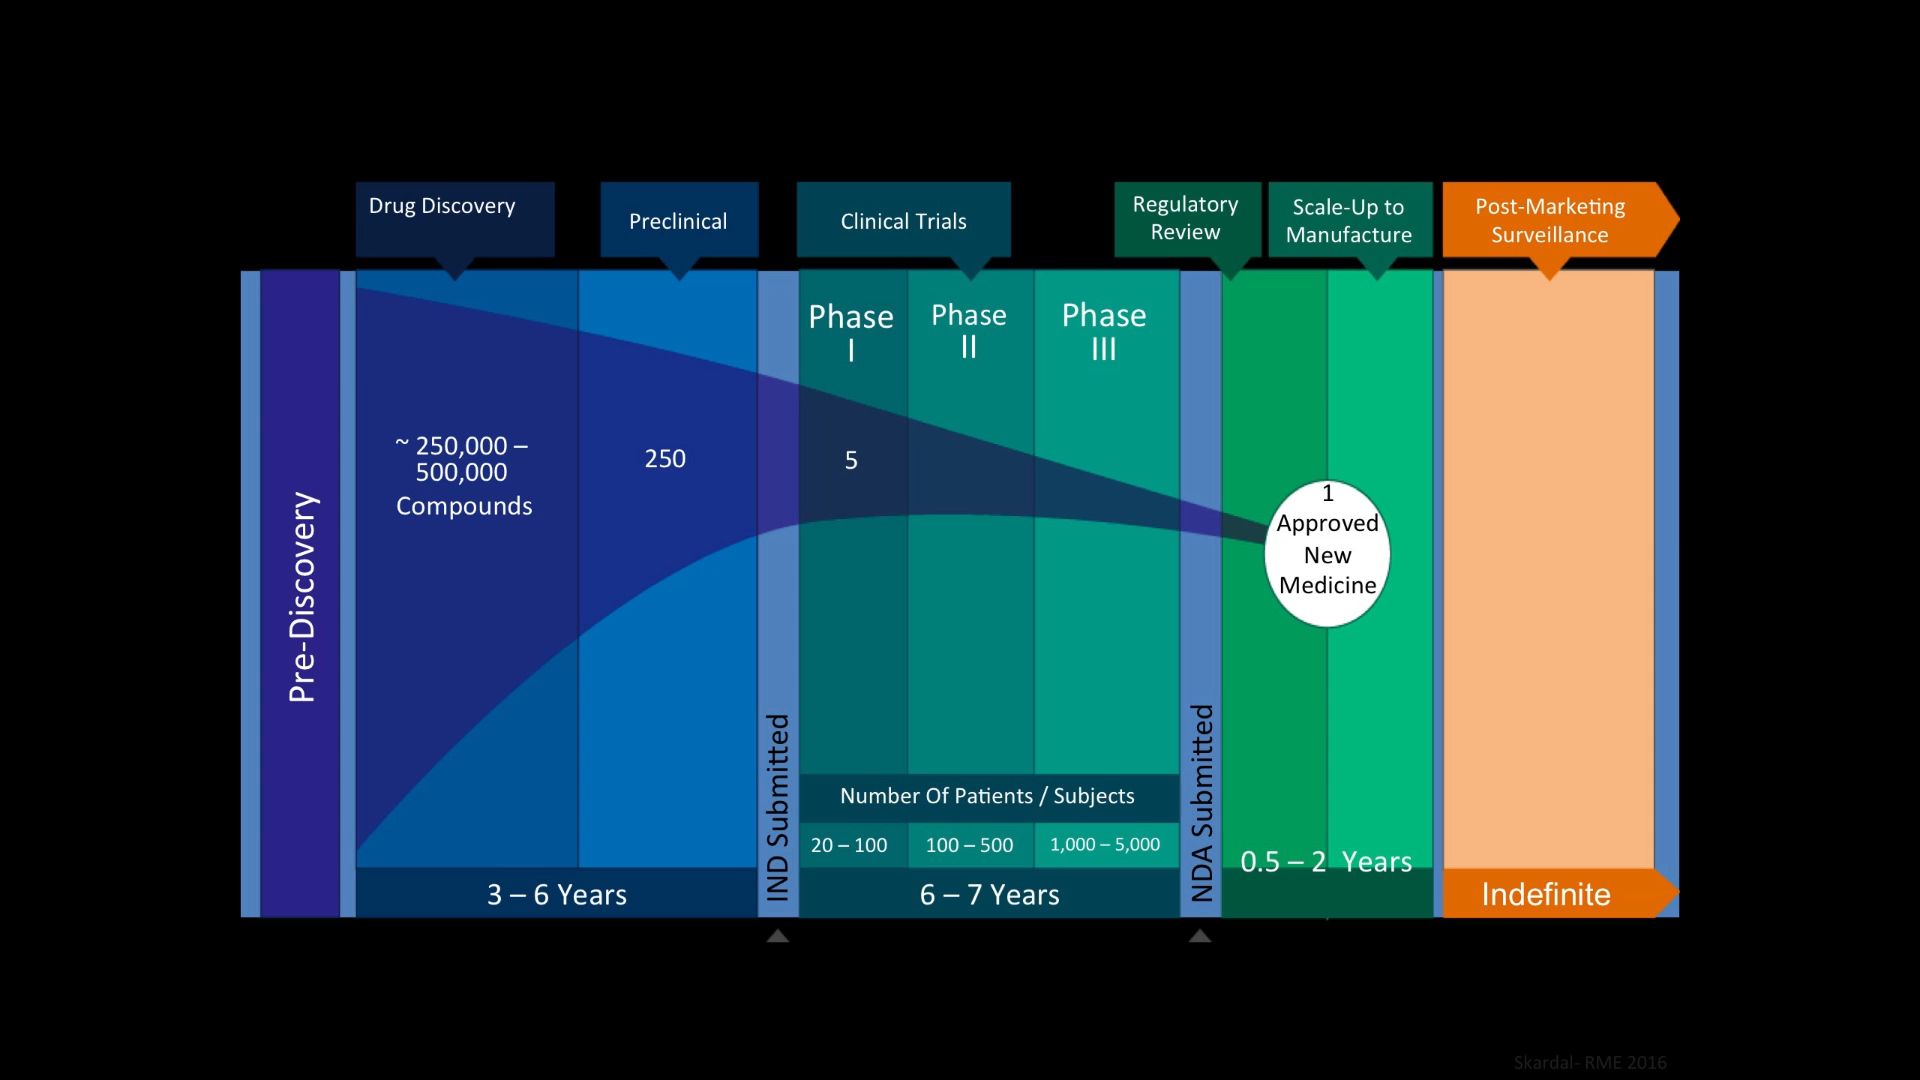 Drug Discovery
Preclinical
Clinical Trials
Regulatory
Review
Scale-Up to
Manufacture
Post-Marketing
Surveillance
Pre-Discovery
~ 250,000 –
500,000
Compounds
250
IND Submitted
Phase
I
Phase
II
Phase
III
5
Number Of Patients / Subjects
20 – 100
100 – 500
1,000 – 5,000
NDA Submitted
1
Approved
New
Medicine
3 – 6 Years
6 – 7 Years
0.5 – 2 Years
Indefinite
Skardal- RME 2016